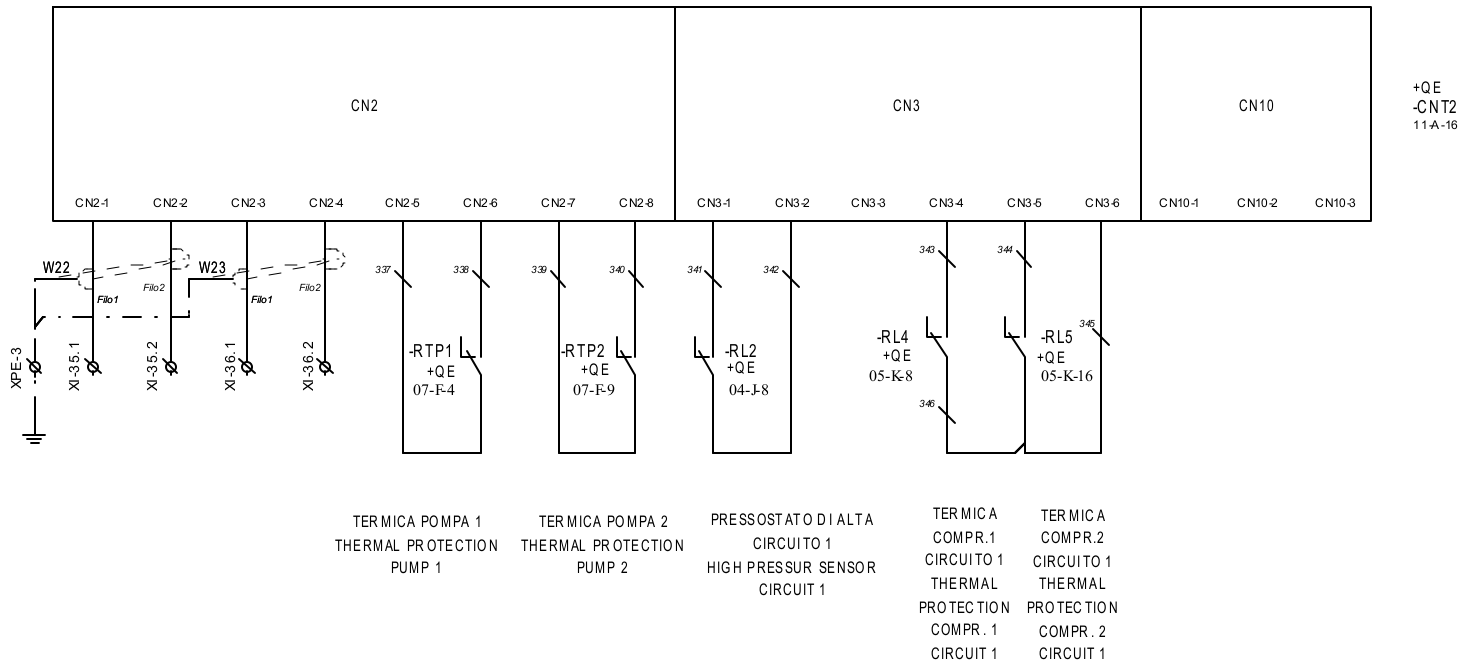 CN2
CN3
CN10
+QE
-CNT2
11-A-16
CN2-1
CN2-2
CN2-3
CN2-4
CN2-5
CN2-6
CN2-7
CN2-8
CN3-1
CN3-2
CN3-3
CN3-4
CN3-5
CN3-6
CN10-1
CN10-2
CN10-3
W22
W23
337
338
339
340
341
342
343
344
Filo1
Filo2
Filo1
Filo2
345
XPE-3
XI-35.1
XI-35.2
XI-36.1
XI-36.2
-RTP1
+QE
07-F-4
-RTP2
+QE
07-F-9
-RL2
+QE
04-J-8
-RL4
+QE
05-K-8
-RL5
+QE
05-K-16
346
TERMICA POMPA 1
THERMAL PROTECTION
PUMP 1
TERMICA POMPA 2
THERMAL PROTECTION
PUMP 2
PRESSOSTATO DI ALTA
CIRCUITO 1
HIGH PRESSUR SENSOR
CIRCUIT 1
TERMICA
COMPR.1
CIRCUITO 1
THERMAL
PROTECTION
COMPR. 1
CIRCUIT 1
TERMICA
COMPR.2
CIRCUITO 1
THERMAL
PROTECTION
COMPR. 2
CIRCUIT 1